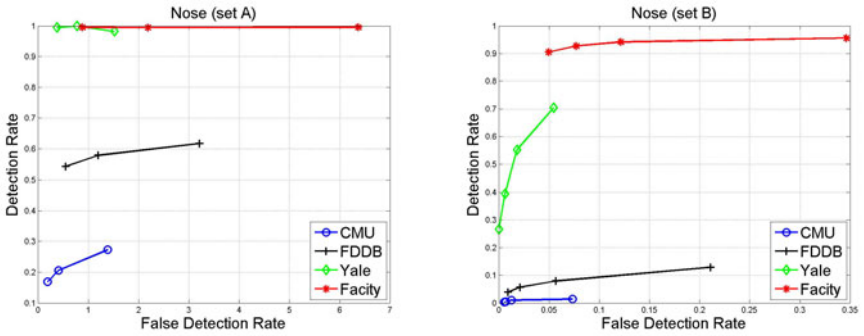 Nose (set A)
Detection Rate
1
0.9
0.8
0.7
0.6
0.5
0.4
0.3
0.2
0.1
0
1
2
3
4
5
6
7
False Detection Rate
CMU
FDDB
Yale
Facity
Nose (set B)
Detection Rate
1
0.9
0.8
0.7
0.6
0.5
0.4
0.3
0.2
0.1
0
0
0.05
0.1
0.15
0.2
0.25
0.3
0.35
False Detection Rate
CMU
FDDB
Yale
Facity